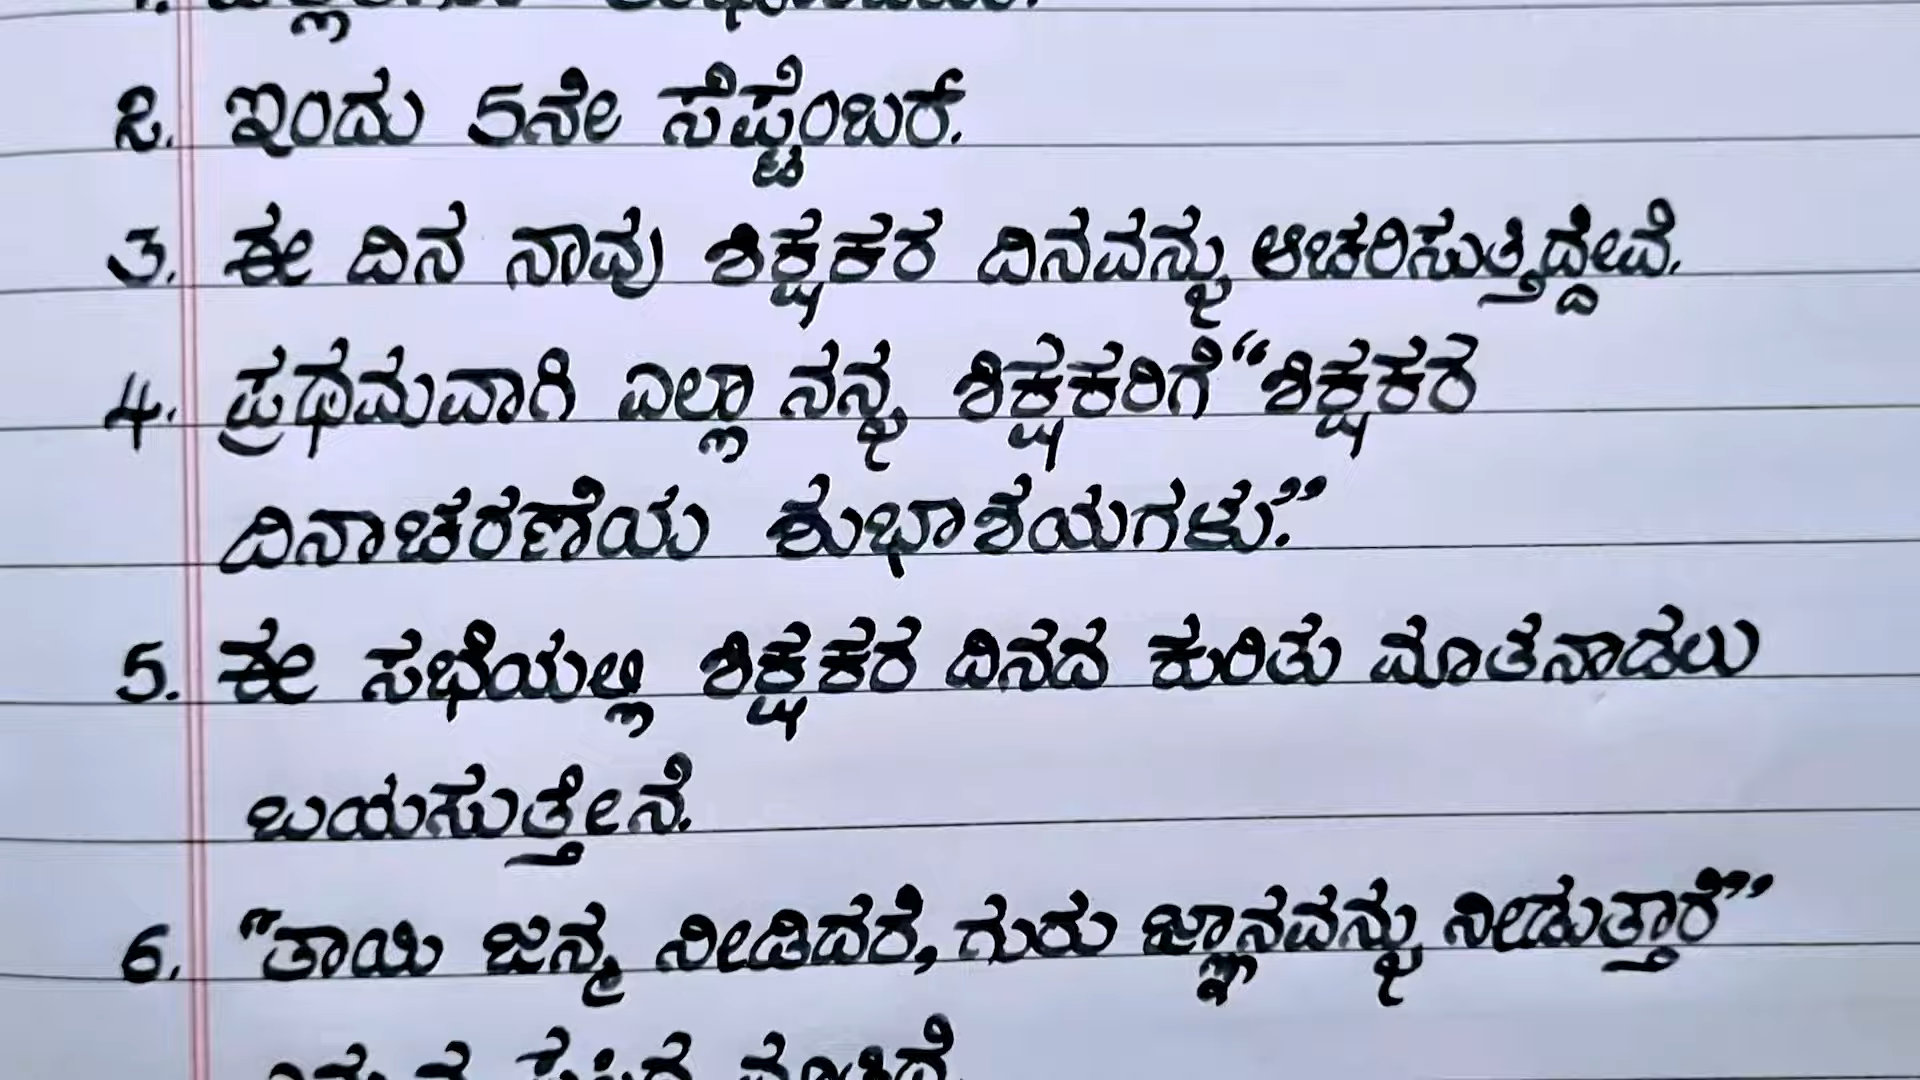 2. ಇಂದು 5ನೇ ಸೆಪ್ಟೆಂಬರ್.
3. ಈ ದಿನ ನಾವು ಶಿಕ್ಷಕರ ದಿನವನ್ನು ಆಚರಿಸುತ್ತಿದ್ದೇವೆ.
4. ಪ್ರಥಮವಾಗಿ ಎಲ್ಲಾ ನನ್ನ ಶಿಕ್ಷಕರಿಗೆ "ಶಿಕ್ಷಕರ
ದಿನಾಚರಣೆಯ ಶುಭಾಶಯಗಳು."
5. ಈ ಸಭೆಯಲ್ಲಿ ಶಿಕ್ಷಕರ ದಿನದ ಕುರಿತು ಮಾತನಾಡಲು
ಬಯಸುತ್ತೇನೆ.
6. "ತಾಯಿ ಜನ್ಮ ನೀಡಿದರೆ, ಗುರು ಜ್ಞಾನವನ್ನು ನೀಡುತ್ತಾರೆ"